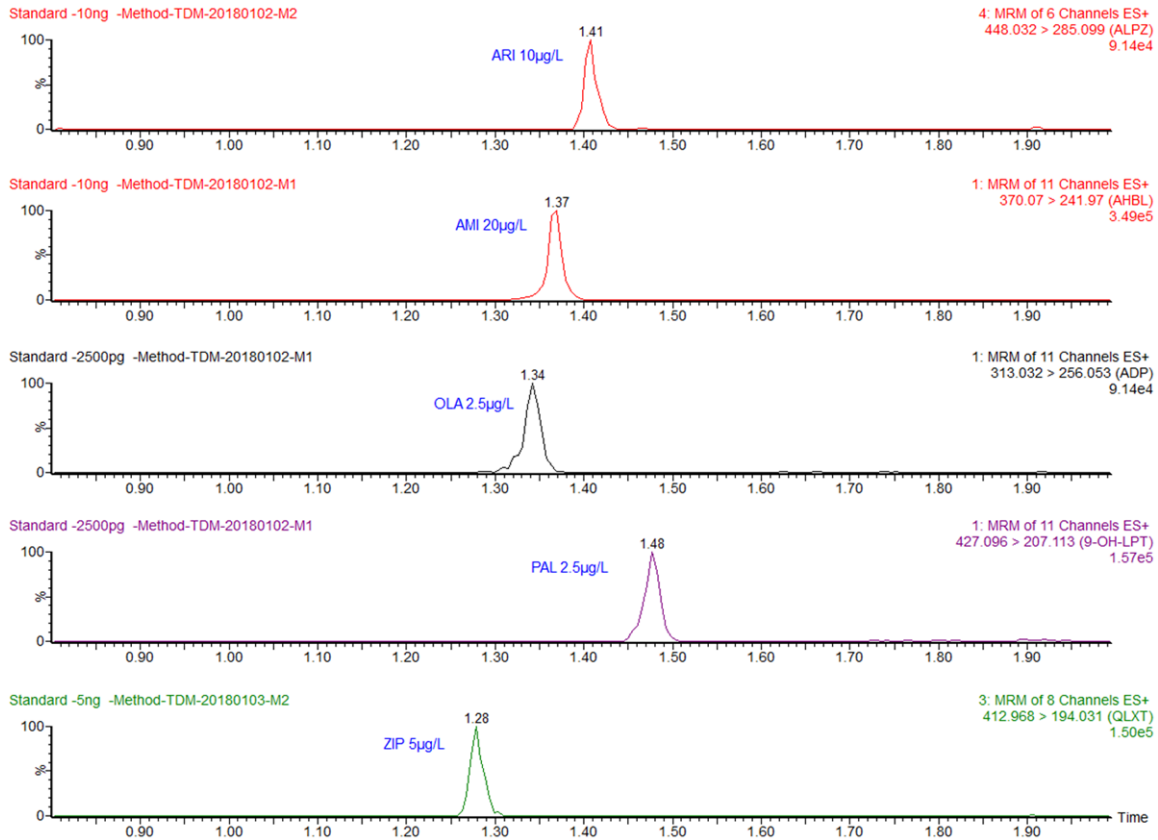 Standard -10ng -Method-TDM-20180102-M2
4: MRM of 6 Channels ES+
448.032 > 285.099 (ALPZ)
9.14e4
1.41
ARI 10µg/L
100
%
0
0.90 1.00 1.10 1.20 1.30 1.40 1.50 1.60 1.70 1.80 1.90
Standard -10ng -Method-TDM-20180102-M1
1: MRM of 11 Channels ES+
370.07 > 241.97 (AHBL)
3.49e5
1.37
AMI 20µg/L
100
%
0
0.90 1.00 1.10 1.20 1.30 1.40 1.50 1.60 1.70 1.80 1.90
Standard -2500pg -Method-TDM-20180102-M1
1: MRM of 11 Channels ES+
313.032 > 256.053 (ADP)
9.14e4
1.34
OLA 2.5µg/L
100
%
0
0.90 1.00 1.10 1.20 1.30 1.40 1.50 1.60 1.70 1.80 1.90
Standard -2500pg -Method-TDM-20180102-M1
1: MRM of 11 Channels ES+
427.096 > 207.113 (9-OH-LPT)
1.57e5
1.48
PAL 2.5µg/L
100
%
0
0.90 1.00 1.10 1.20 1.30 1.40 1.50 1.60 1.70 1.80 1.90
Standard -5ng -Method-TDM-20180103-M2
3: MRM of 8 Channels ES+
412.968 > 194.031 (QLXT)
1.50e5
1.28
ZIP 5µg/L
100
%
0
0.90 1.00 1.10 1.20 1.30 1.40 1.50 1.60 1.70 1.80 1.90
Time